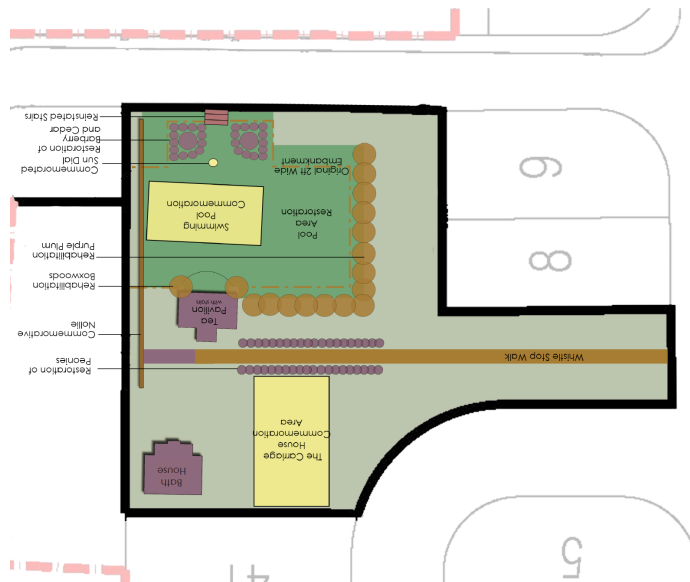 5
Bath
House
The Carriage
House
Commemoration
Area
Restoration of
Peonies
Whistle Stop Walk
Commemorative
Nollie
Tea
Pavilion
with stairs
Rehabilitation
Boxwoods
Rehabilitation
Purple Plum
8
Pool
Area
Restoration
Swimming
Pool
Commemoration
Original 2ft Wide
Embankment
Commemorated
Sun Dial
Restoration of
Barberry
and Cedar
Reinstated Stairs